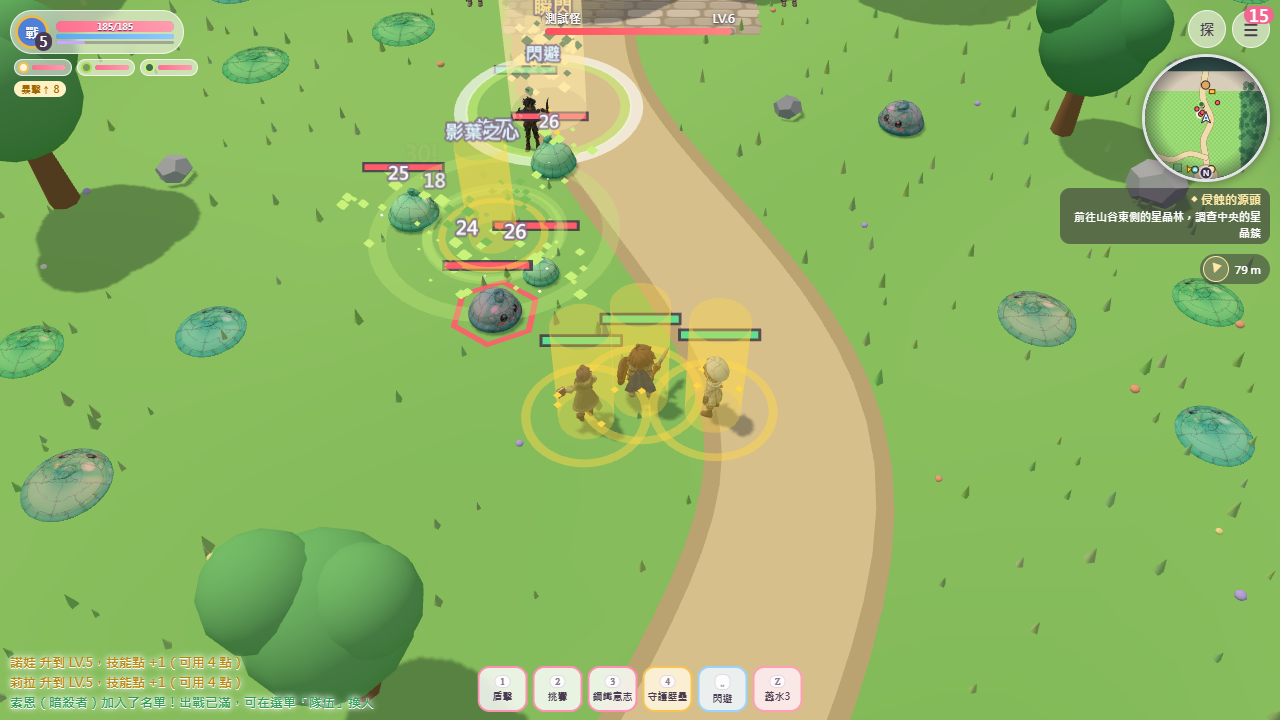 戰
5
185/185
暴擊↑ 8
瞬閃
測試怪
LV.6
閃避
影葉之心
26
25
18
24
26
探
15
N
侵蝕的源頭
前往山谷東側的星晶林，調查中央的星
晶簇
79 m
諾娃 升到 LV.5，技能點 +1（可用 4 點）
莉拉 升到 LV.5，技能點 +1（可用 4 點）
索恩（暗殺者）加入了名單！出戰已滿，可在選單「隊伍」換人
1
盾擊
2
挑釁
3
鋼鐵意志
4
守護壁壘
閃避
Z
藥水3